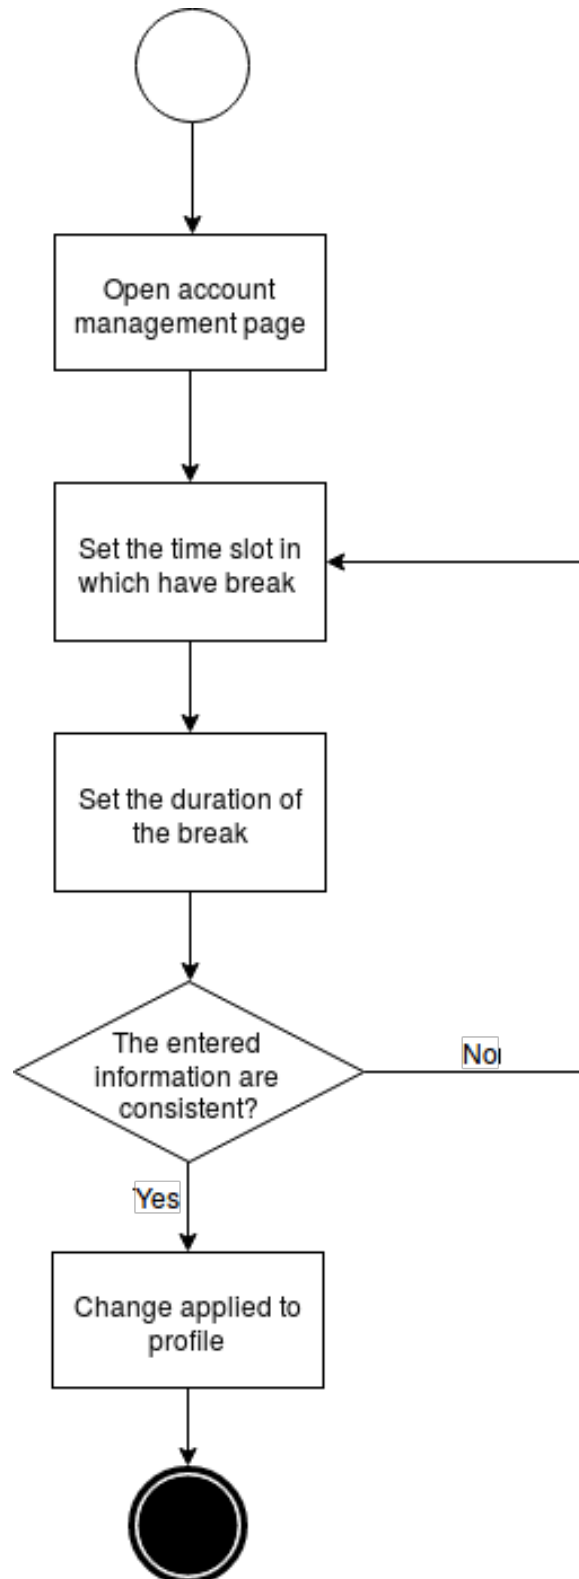 Open account
management page
Set the time slot in
which have break
Set the duration of
the break
The entered
information are
consistent?
No
Yes
Change applied to
profile